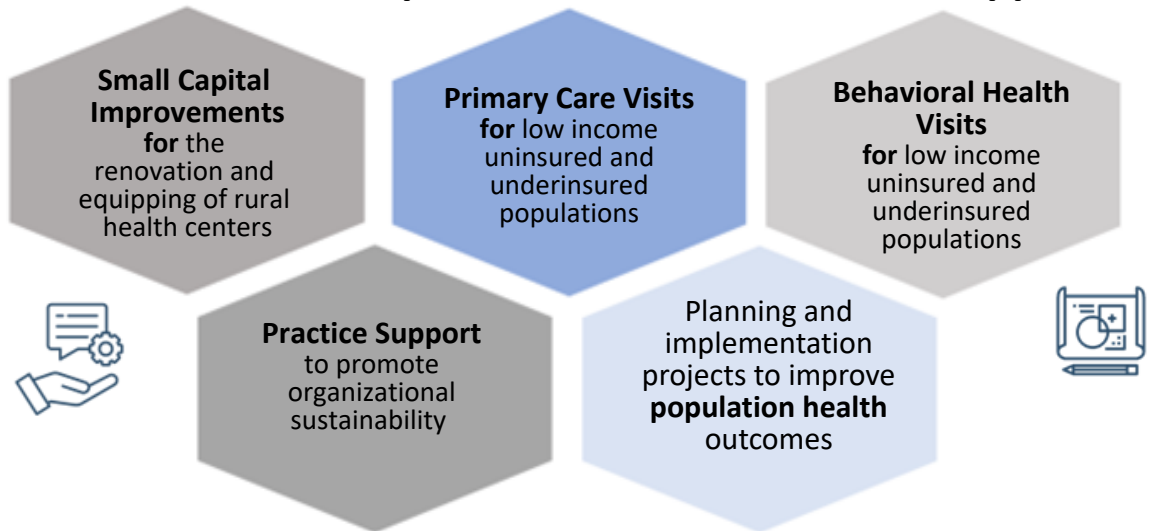 Small Capital
Improvements
for the
renovation and
equipping of rural
health centers
Primary Care Visits
for low income
uninsured and
underinsured
populations
Behavioral Health
Visits
for low income
uninsured and
underinsured
populations
Practice Support
to promote
organizational
sustainability
Planning and
implementation
projects to improve
population health
outcomes